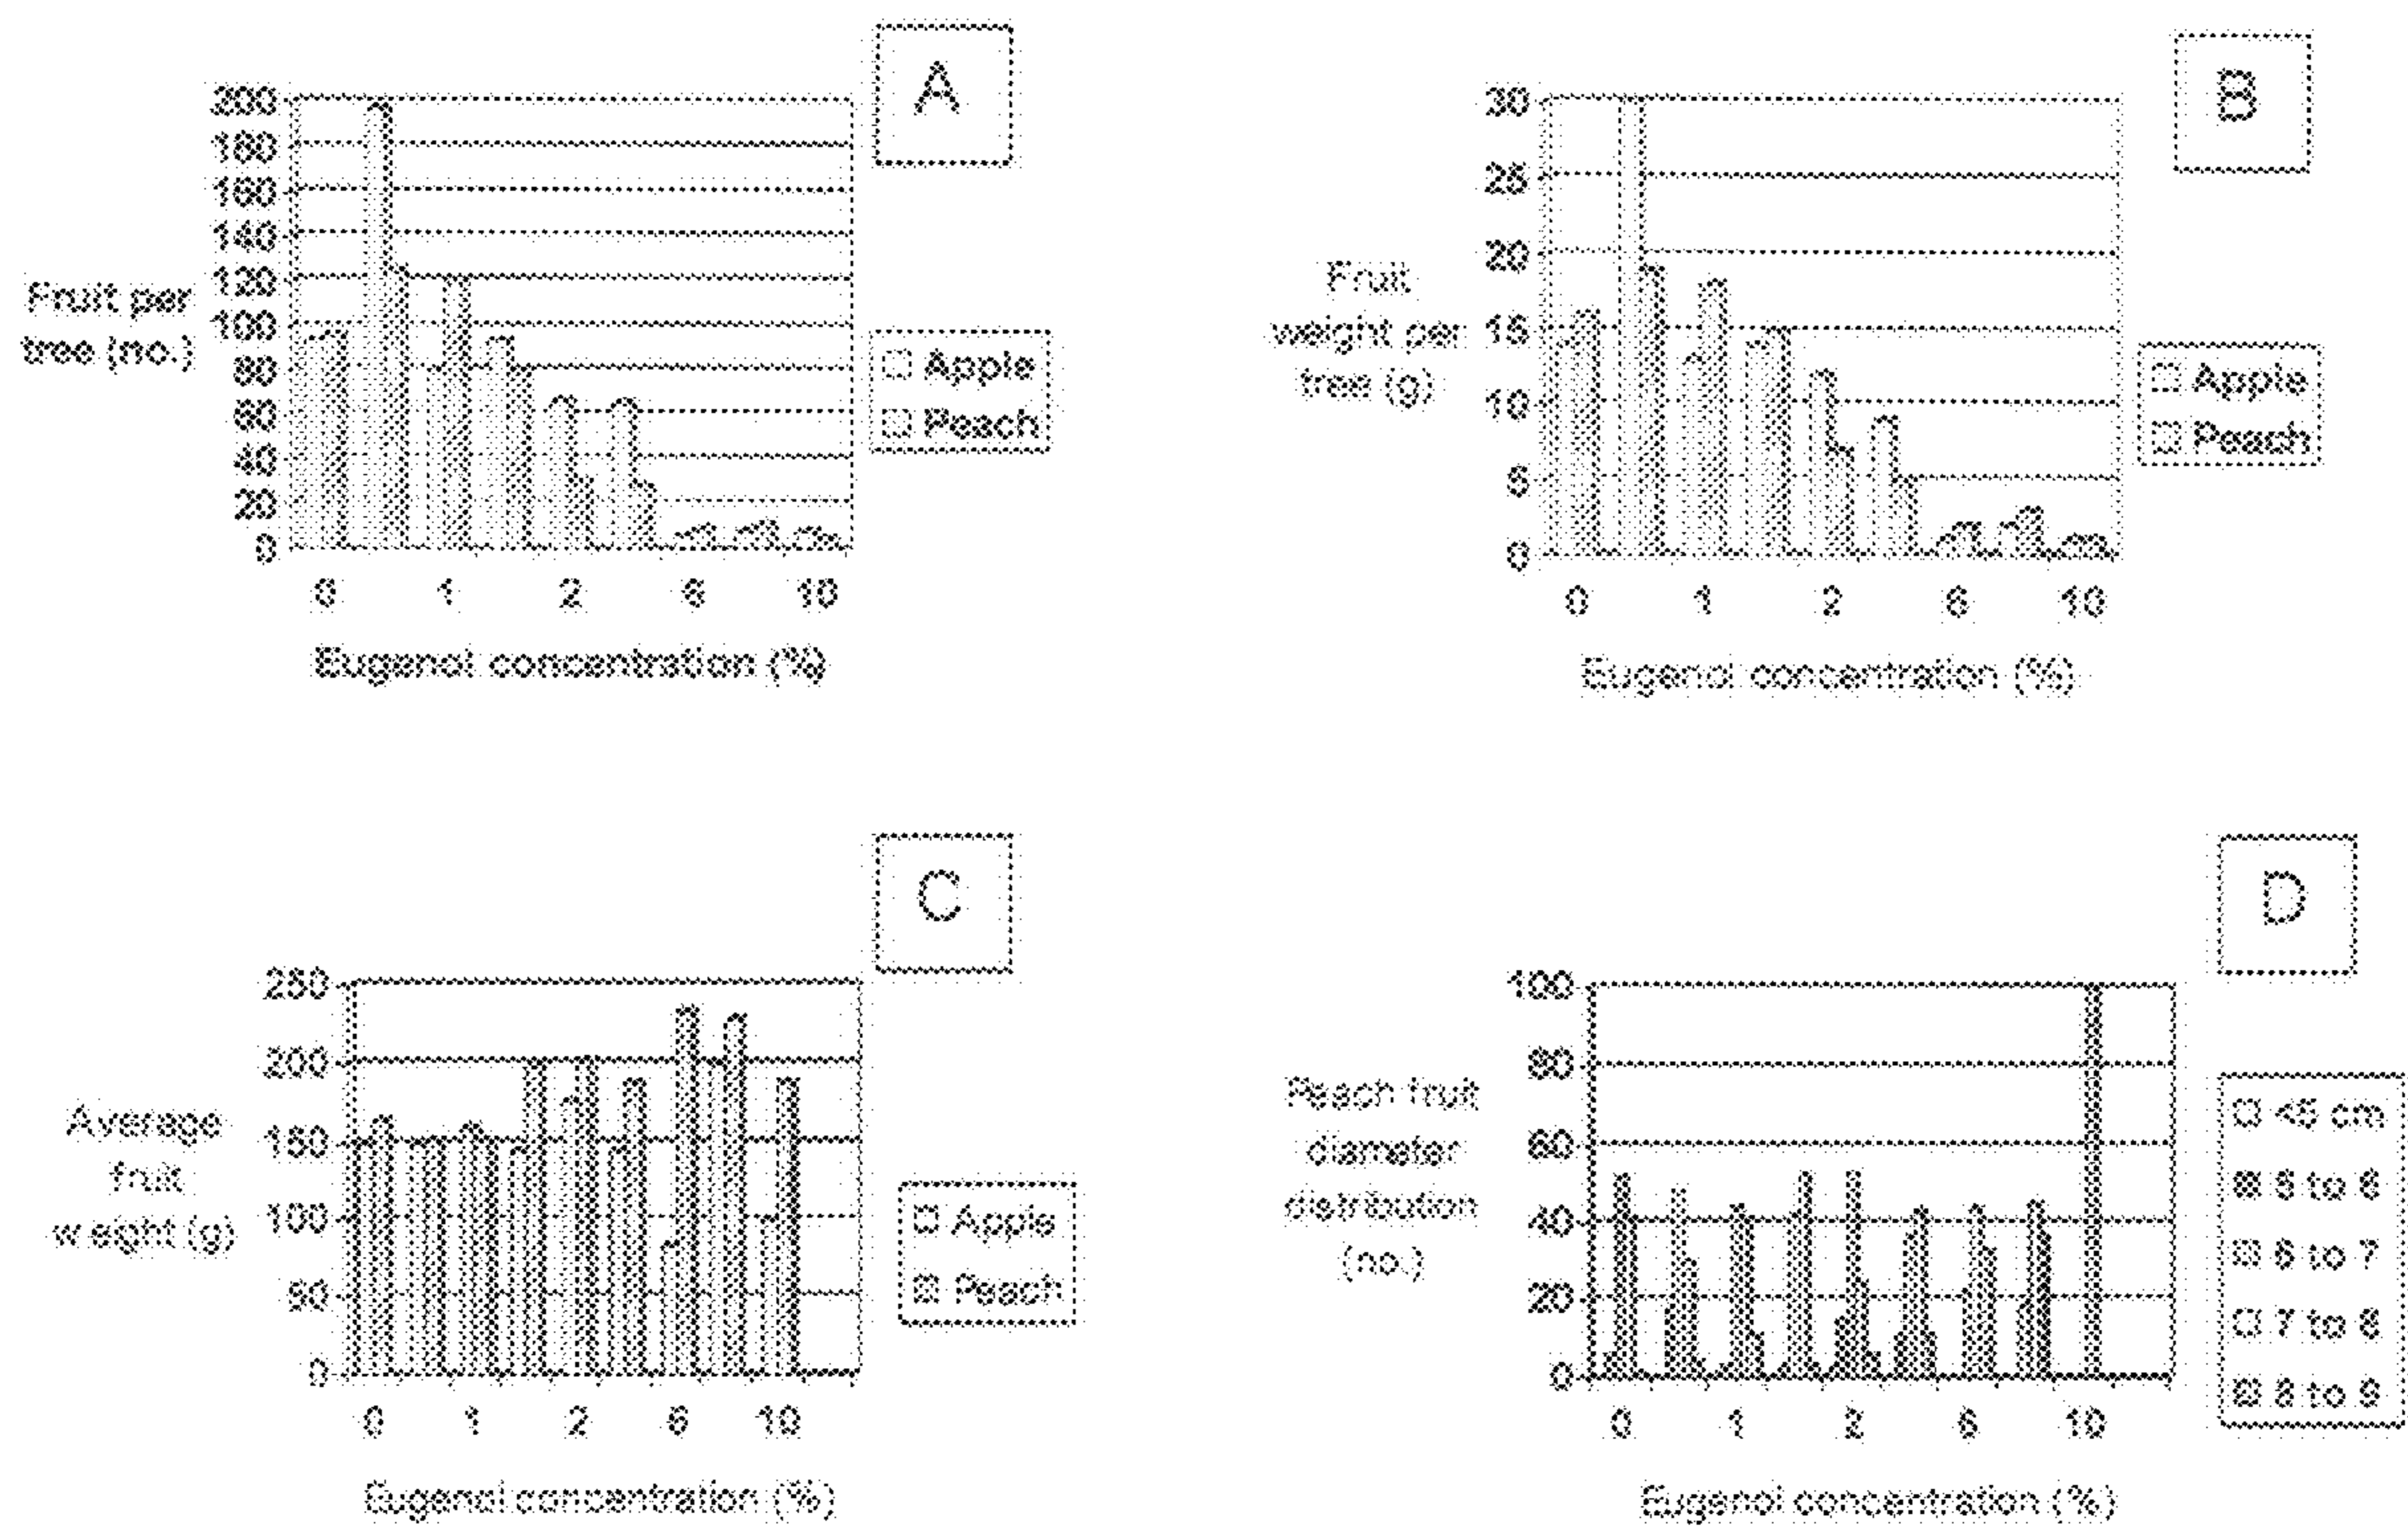 A
200
180
160
140
120
100
80
60
40
20
0
Fruit per
tree (no.)
Apple
Peach
0 1 2 6 10
Eugenol concentration (%)
B
30
25
20
15
10
5
0
Fruit
weight per
tree (g)
Apple
Peach
0 1 2 6 10
Eugenol concentration (%)
C
250
200
150
100
50
0
Average
fruit
weight (g)
Apple
Peach
0 1 2 6 10
Eugenol concentration (%)
D
100
80
60
40
20
0
Peach fruit
diameter
distribution
(no.)
<5 cm
5 to 6
6 to 7
7 to 8
8 to 9
0 1 2 6 10
Eugenol concentration (%)